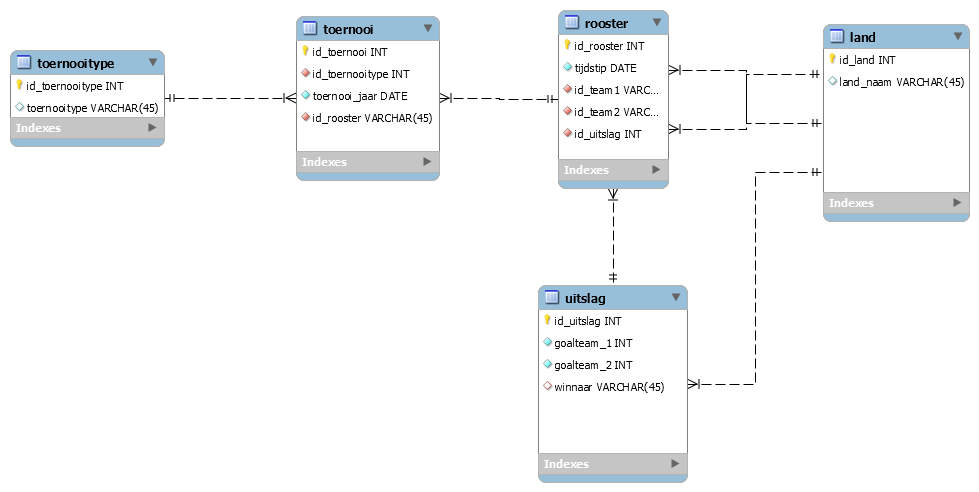 toernooitype
id_toernooitype INT
toernooitype VARCHAR(45)
Indexes
toernooi
id_toernooi INT
id_toernooitype INT
toernooi_jaar DATE
id_rooster VARCHAR(45)
Indexes
rooster
id_rooster INT
tijdstip DATE
id_team1 VARC...
id_team2 VARC...
id_uitslag INT
Indexes
land
id_land INT
land_naam VARCHAR(45)
Indexes
uitslag
id_uitslag INT
goalteam_1 INT
goalteam_2 INT
winnaar VARCHAR(45)
Indexes